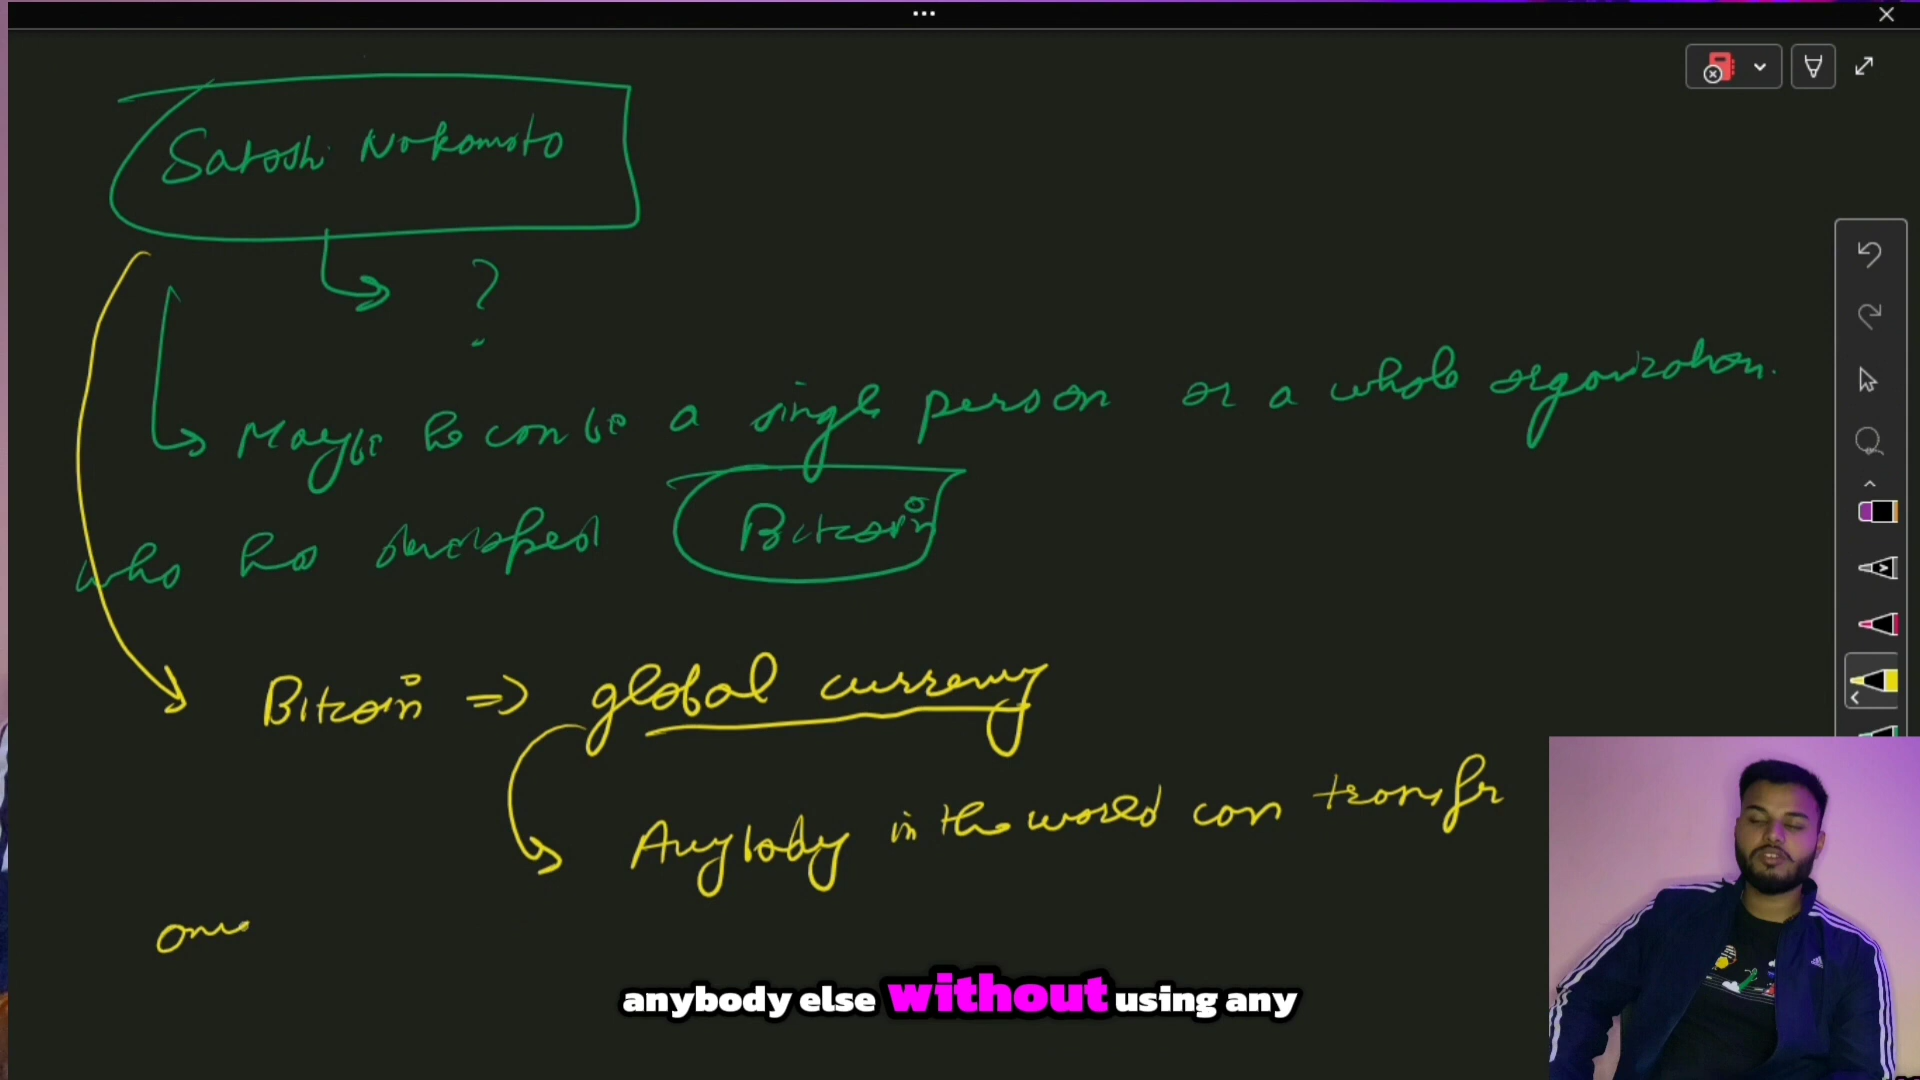 Satoshi Nakamoto
?
Maybe he can be a single person or a whole organization.
who has developed Bitcoin
Bitcoin => global currency
Anybody in the world can transfer
anybody else without using any
adidas